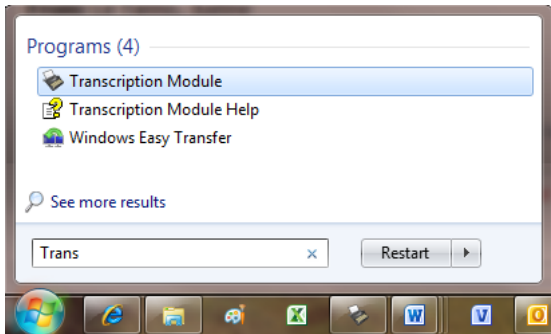 Programs (4)
Transcription Module
Transcription Module Help
Windows Easy Transfer
See more results
Trans
Restart